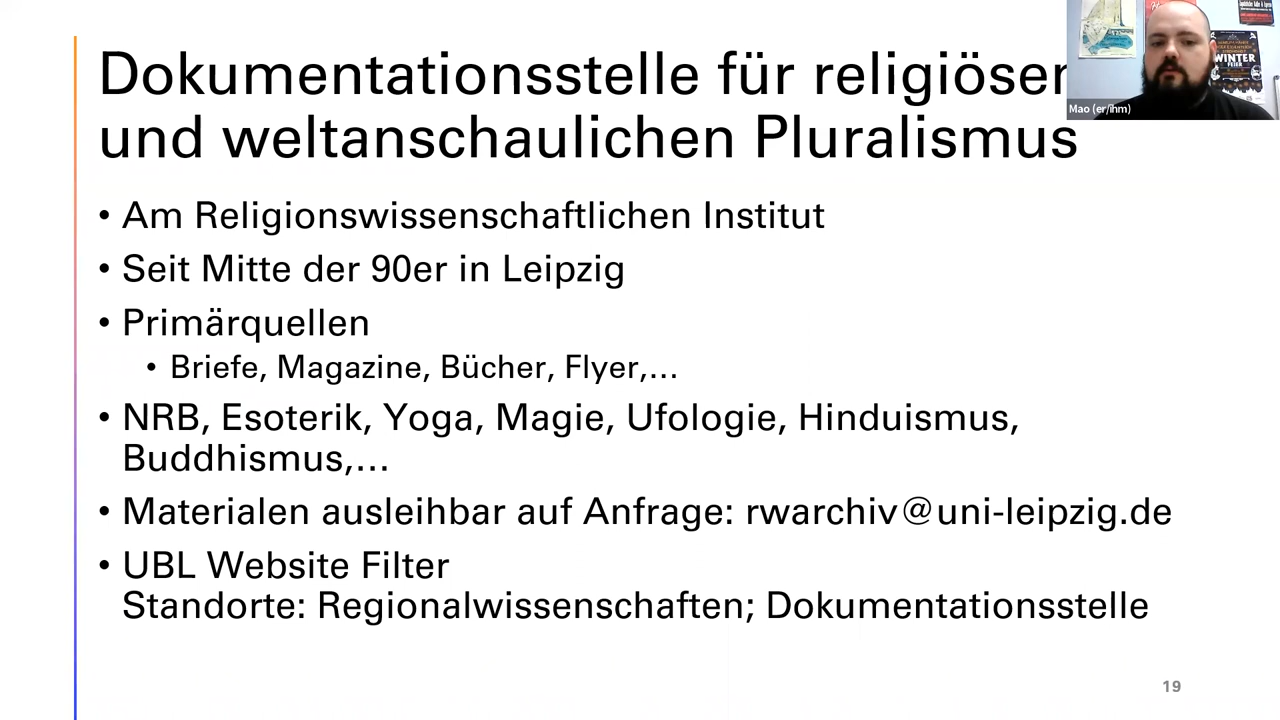 Dokumentationsstelle für religiösen
und weltanschaulichen Pluralismus
• Am Religionswissenschaftlichen Institut
• Seit Mitte der 90er in Leipzig
• Primärquellen
• Briefe, Magazine, Bücher, Flyer,...
• NRB, Esoterik, Yoga, Magie, Ufologie, Hinduismus,
Buddhismus,...
• Materialen ausleihbar auf Anfrage: rwarchiv@uni-leipzig.de
• UBL Website Filter
Standorte: Regionalwissenschaften; Dokumentationsstelle
19
WINTER
FEIER
Mao (er/ihm)